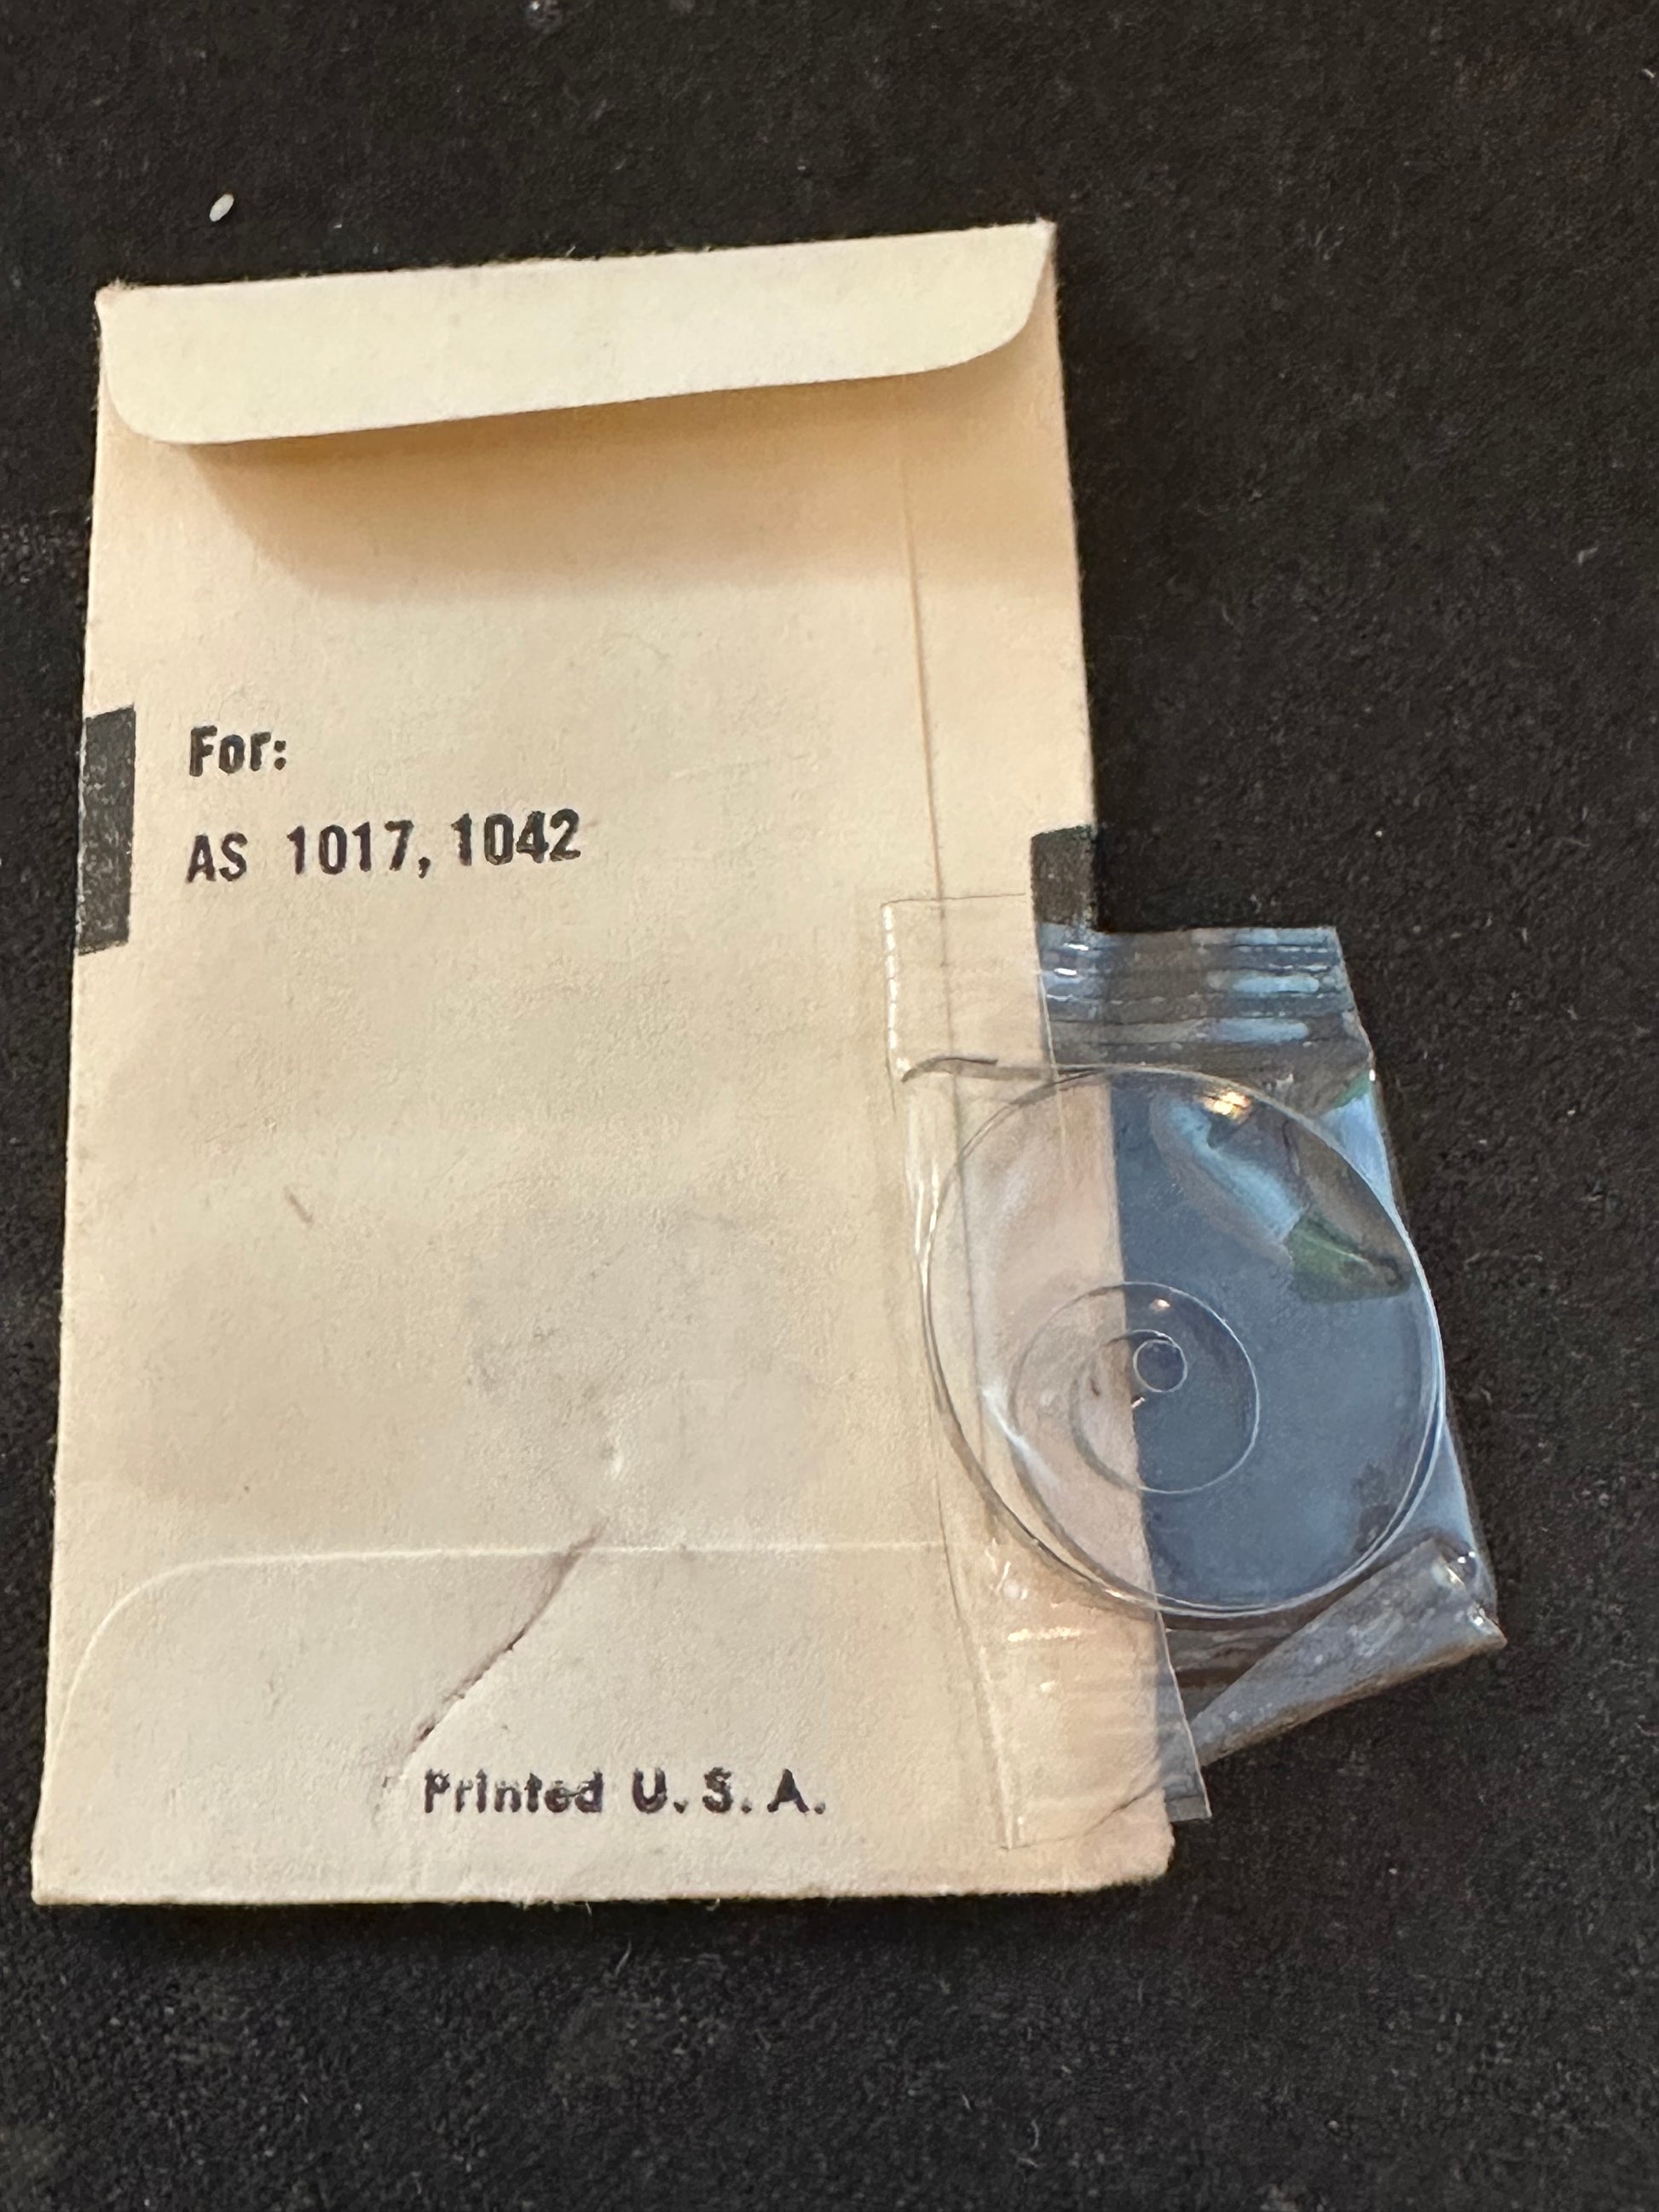 For:
AS 1017, 1042
Printed U. S. A.